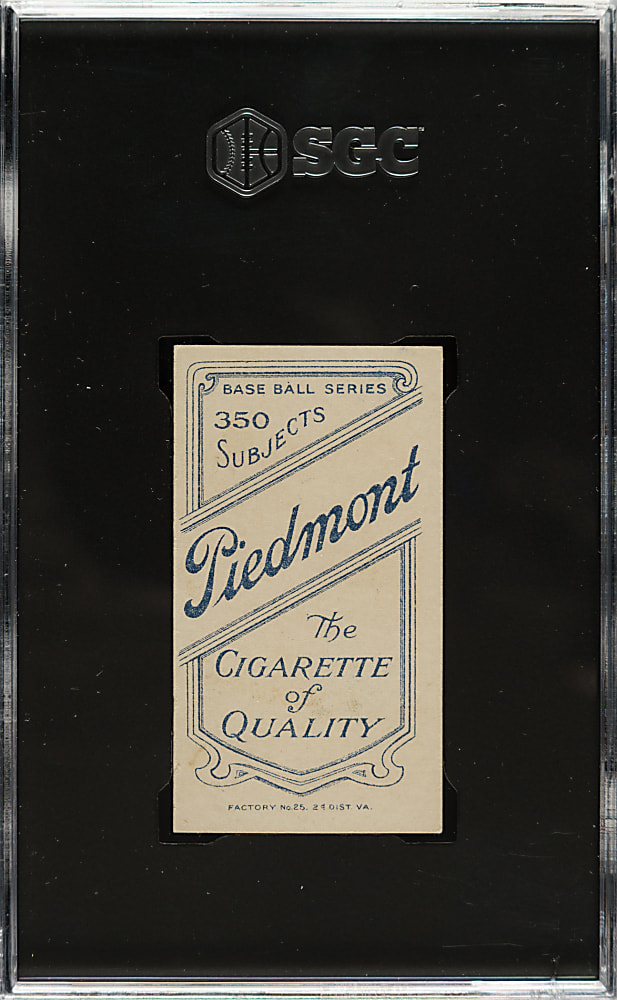 SGC
BASE BALL SERIES
350
SUBJECTS
Piedmont
The
CIGARETTE
of
QUALITY
FACTORY No. 25, 2d DIST. VA.